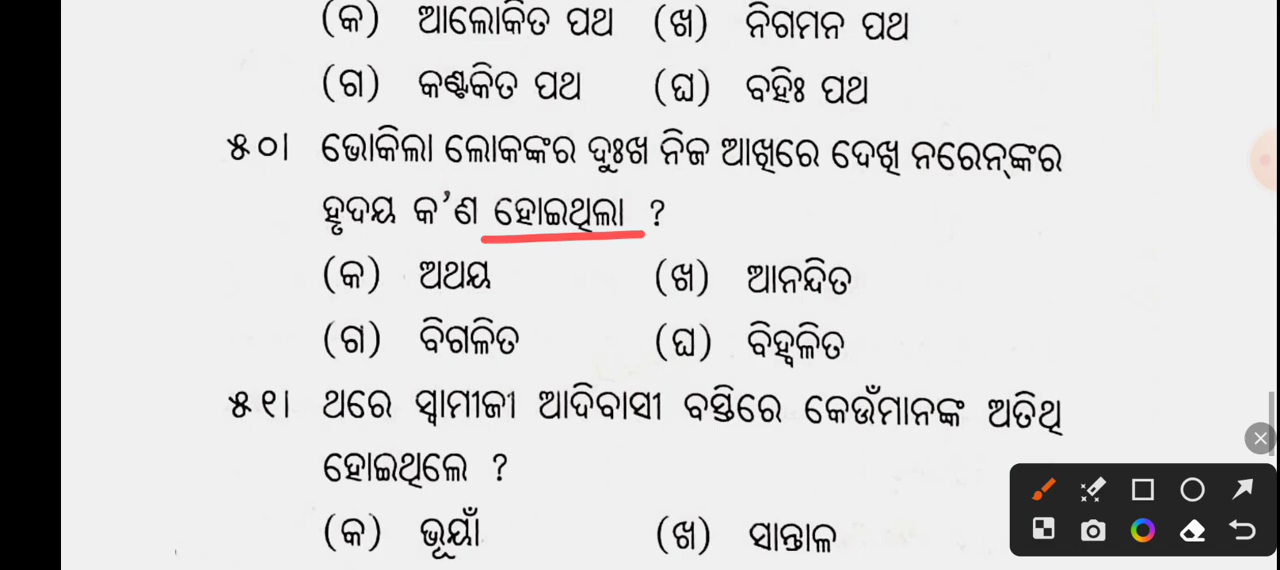 (କ) ଆଲୋକିତ ପଥ (ଖ) ନିଗମନ ପଥ
(ଗ) କଣ୍ଟକିତ ପଥ (ଘ) ବହିଃ ପଥ
୫୦। ଭୋକିଲା ଲୋକଙ୍କର ଦୁଃଖ ନିଜ ଆଖିରେ ଦେଖି ନରେନ୍‌ଙ୍କର
ହୃଦୟ କ'ଣ ହୋଇଥିଲା ?
(କ) ଅଥୟ (ଖ) ଆନନ୍ଦିତ
(ଗ) ବିଗଳିତ (ଘ) ବିହ୍ୱଳିତ
୫୧। ଥରେ ସ୍ୱାମୀଜୀ ଆଦିବାସୀ ବସ୍ତିରେ କେଉଁମାନଙ୍କ ଅତିଥି
ହୋଇଥିଲେ ?
(କ) ଭୂୟାଁ (ଖ) ସାନ୍ତାଳ